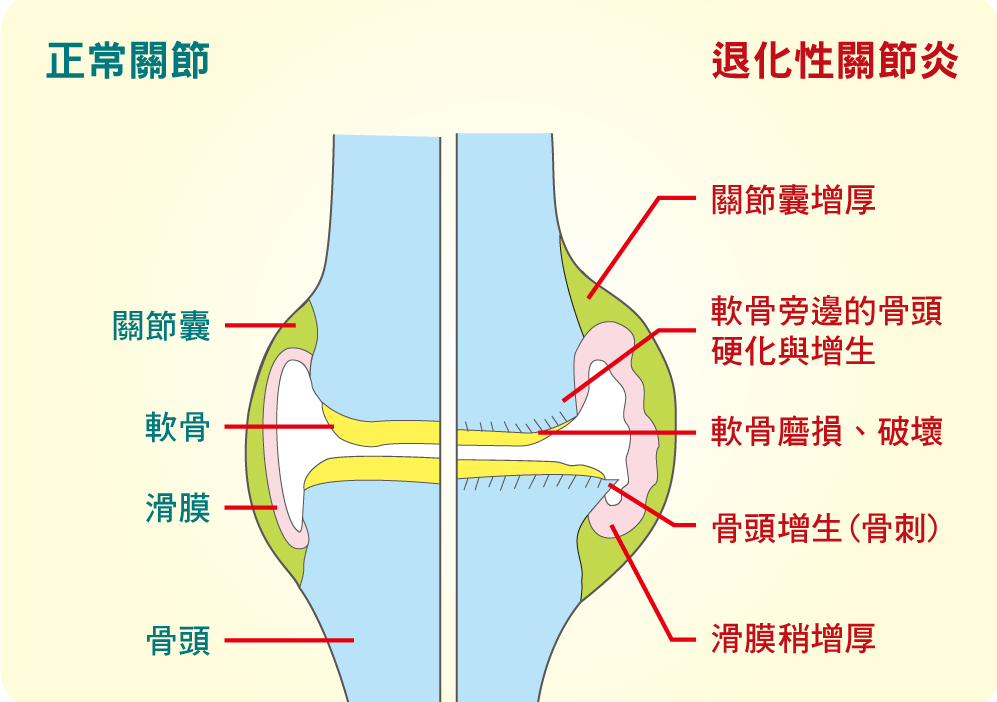 正常關節
退化性關節炎
關節囊
軟骨
滑膜
骨頭
關節囊增厚
軟骨旁邊的骨頭
硬化與增生
軟骨磨損、破壞
骨頭增生（骨刺）
滑膜稍增厚